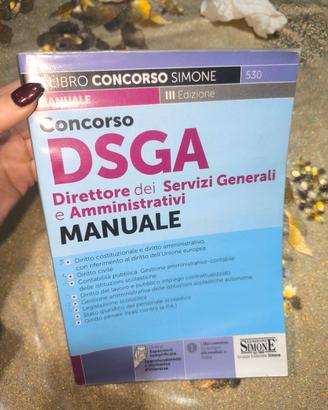 LIBRO CONCORSO SIMONE 530
MANUALE III Edizione
Concorso
DSGA
Direttore dei Servizi Generali
e Amministrativi
MANUALE
Diritto costituzionale e diritto amministrativo,
con riferimento al diritto dell'Unione europea
Diritto civile
Contabilità pubblica. Gestione amministrativo-contabile
delle istituzioni scolastiche
Diritto del lavoro e pubblico impiego contrattualizzato
Gestione amministrativa delle istituzioni scolastiche autonome
Legislazione scolastica
Stato giuridico del personale scolastico
Diritto penale (reati contro la P.A.)
SIMONE
Gruppo Editoriale Simone